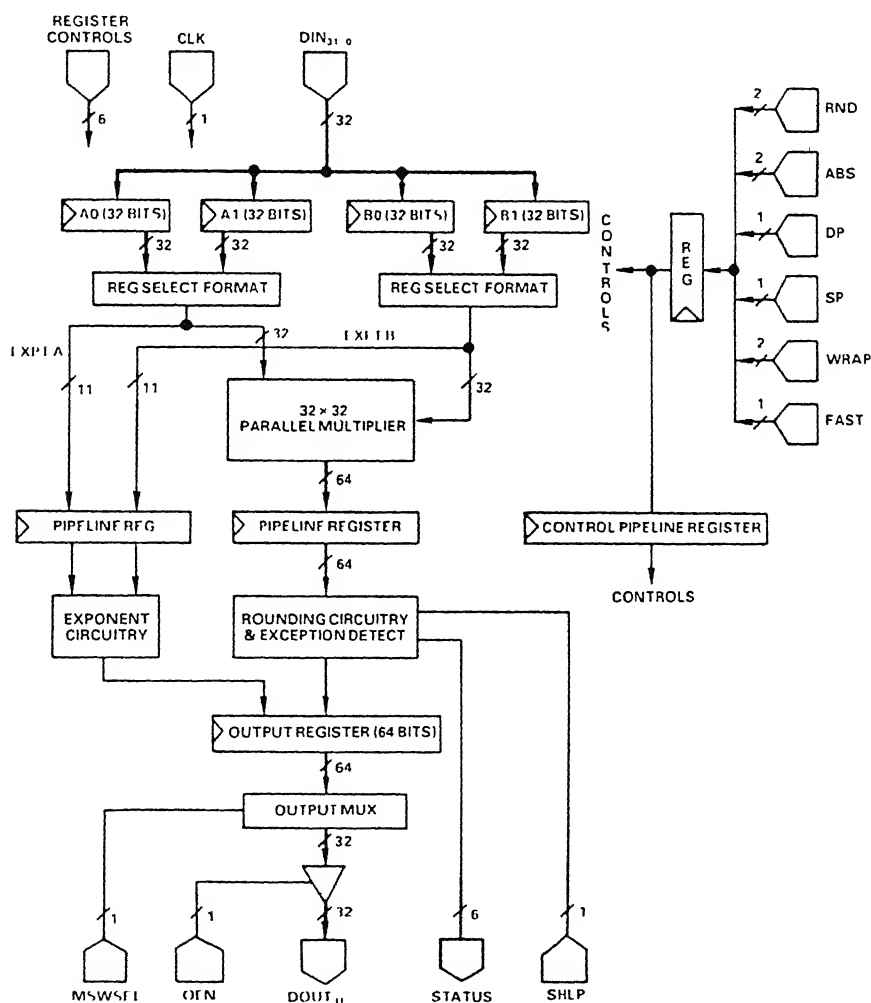 REGISTER
CONTROLS
CLK
DIN31 0
6
1
32
A0 (32 BITS)
A1 (32 BITS)
B0 (32 BITS)
B1 (32 BITS)
32
32
32
32
REG SELECT FORMAT
REG SELECT FORMAT
32
11
11
32
32 × 32
PARALLEL MULTIPLIER
64
PIPELINE REG
PIPELINE REGISTER
64
EXPONENT
CIRCUITRY
ROUNDING CIRCUITRY
& EXCEPTION DETECT
OUTPUT REGISTER (64 BITS)
64
OUTPUT MUX
32
1
1
32
6
1
MSWSEL
OEN
STATUS
SHLP
CONTROLS
REG
2
RND
2
ABS
1
DP
1
SP
2
WRAP
1
FAST
CONTROL PIPELINE REGISTER
CONTROLS